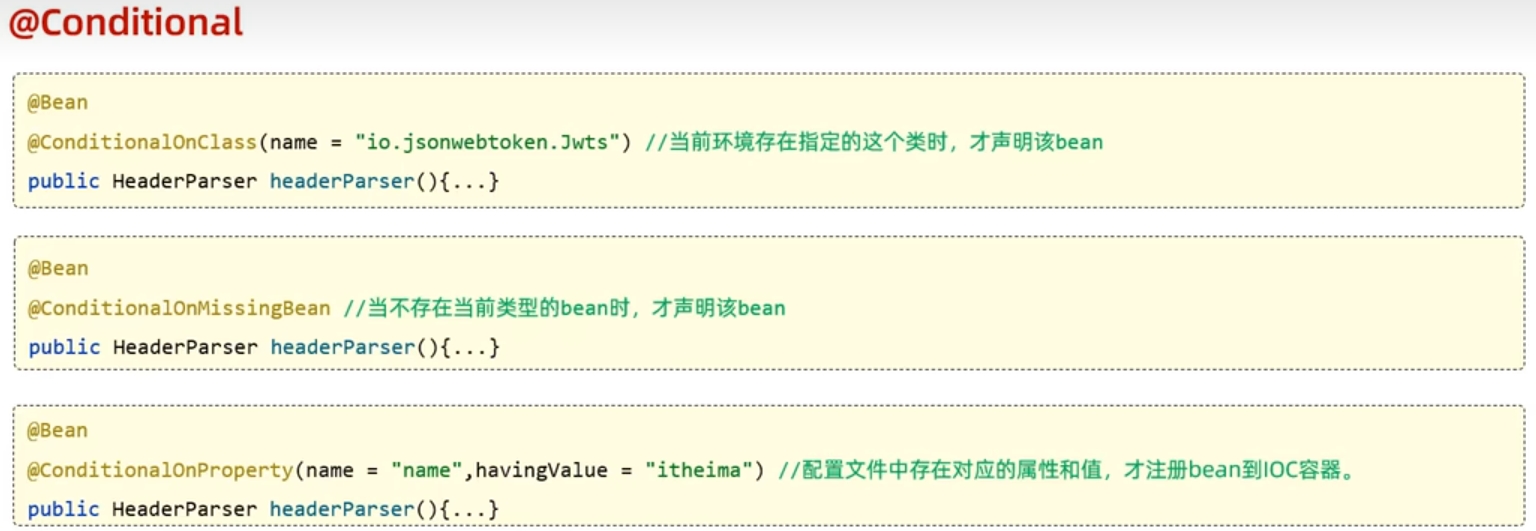 @Conditional
@Bean
@ConditionalOnClass(name = "io.jsonwebtoken.Jwts") //当前环境存在指定的这个类时，才声明该bean
public HeaderParser headerParser(){...}
@Bean
@ConditionalOnMissingBean //当不存在当前类型的bean时，才声明该bean
public HeaderParser headerParser(){...}
@Bean
@ConditionalOnProperty(name = "name",havingValue = "itheima") //配置文件中存在对应的属性和值，才注册bean到IOC容器。
public HeaderParser headerParser(){...}